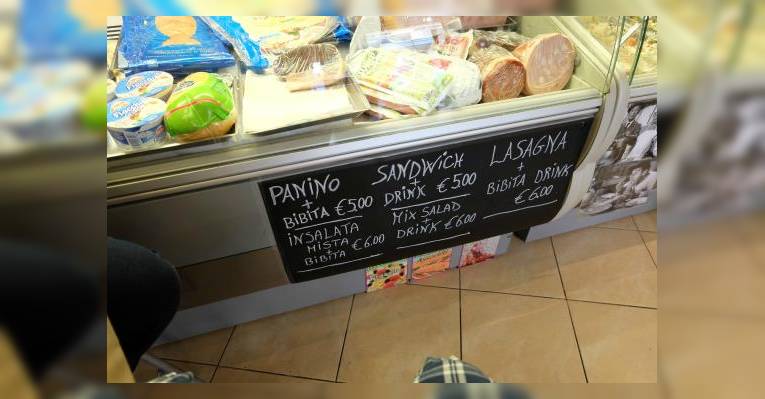 PANINO
+
BIBITA €5.00
INSALATA
MISTA €6.00
+
BIBITA
SANDWICH
+
DRINK €5.00
MIX SALAD
+
DRINK €6.00
LASAGNA
+
BIBITA DRINK
€6.00